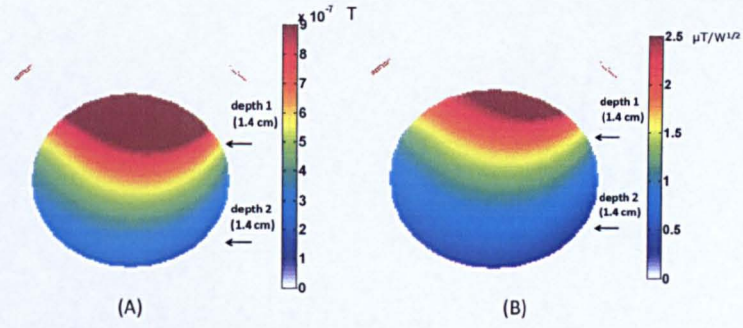 x 10⁻⁷ T
9
8
7
6
5
4
3
2
1
0
depth 1
(1.4 cm)
depth 2
(1.4 cm)
(A)
2.5 μT/W¹/²
2
1.5
1
0.5
0
depth 1
(1.4 cm)
depth 2
(1.4 cm)
(B)